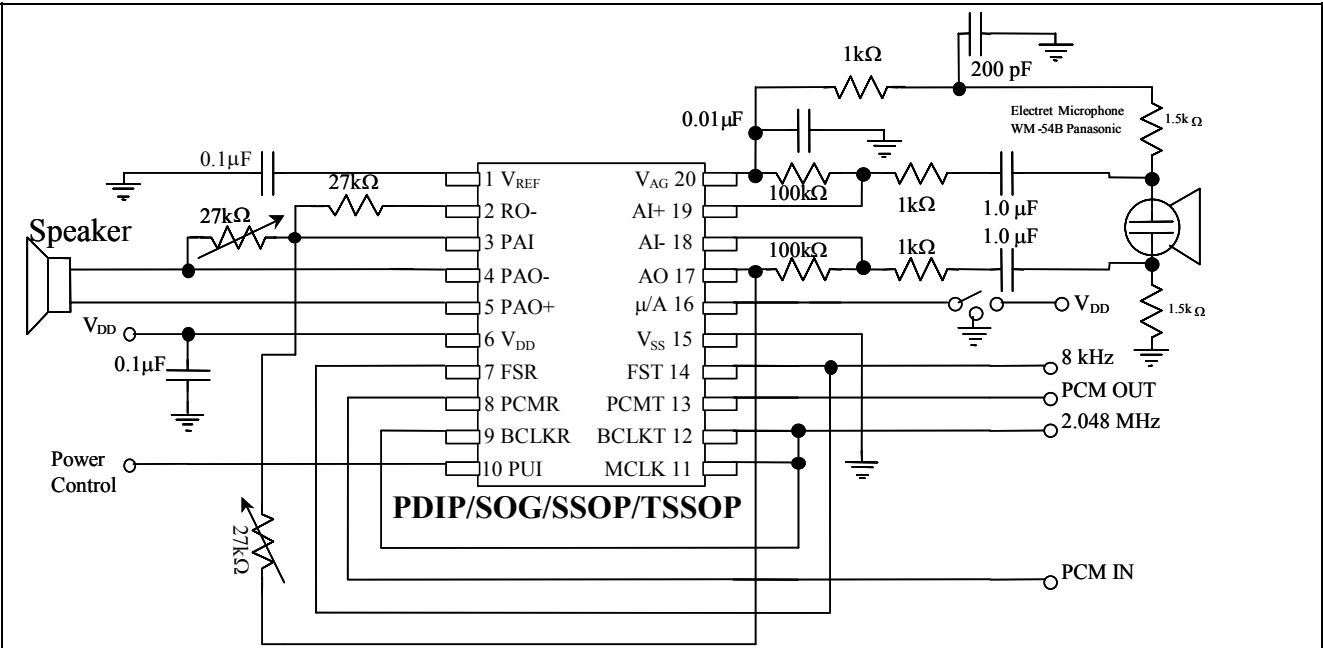 1kΩ
200 pF
Electret Microphone
WM -54B Panasonic
1.5k Ω
0.01μF
0.1μF
27kΩ
1 VREF
VAG 20
100kΩ
1kΩ
1.0 μF
27kΩ
2 RO-
AI+ 19
Speaker
3 PAI
AI- 18
100kΩ
1kΩ
1.0 μF
4 PAO-
AO 17
5 PAO+
μ/A 16
VDD
1.5k Ω
VDD
6 VDD
VSS 15
0.1μF
7 FSR
FST 14
8 kHz
8 PCMR
PCMT 13
PCM OUT
9 BCLKR
BCLKT 12
2.048 MHz
Power
Control
10 PUI
MCLK 11
PDIP/SOG/SSOP/TSSOP
27kΩ
PCM IN